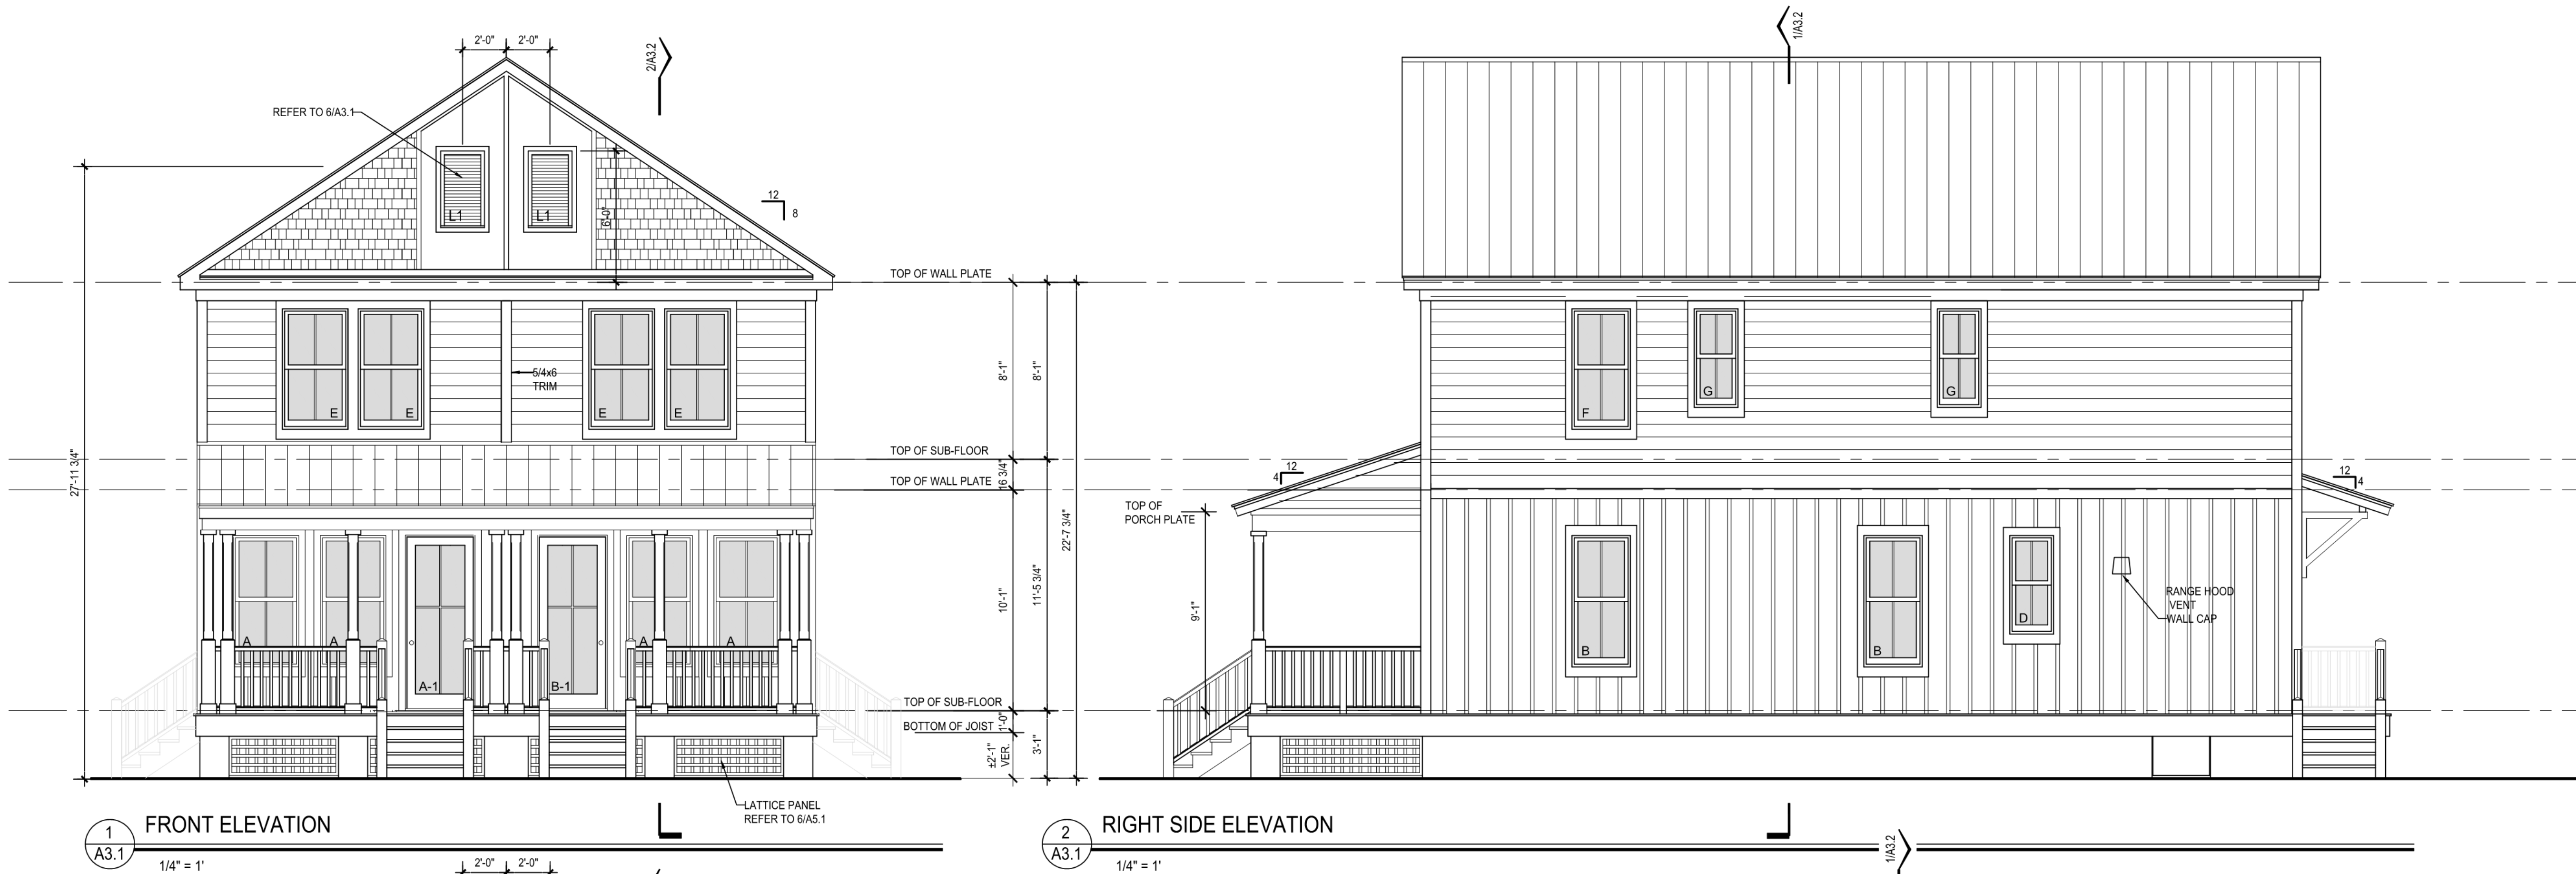 2'-0" 2'-0"
2/A3.2
REFER TO 6/A3.1
L1 L1
6'-0"
12
8
27'-11 3/4"
5/4x6
TRIM
E E E E
A A A A
A-1 B-1
TOP OF WALL PLATE
TOP OF SUB-FLOOR
TOP OF WALL PLATE
TOP OF SUB-FLOOR
BOTTOM OF JOIST
8'-1" 8'-1"
16 3/4"
10'-1"
11'-5 3/4"
22'-7 3/4"
1'-0"
±2'-1"
VER.
3'-1"
LATTICE PANEL
REFER TO 6/A5.1
1
A3.1
FRONT ELEVATION
1/4" = 1'
2'-0" 2'-0"
1/A3.2
F G G
12
4
12
4
TOP OF
PORCH PLATE
9'-1"
B B D
RANGE HOOD
VENT
WALL CAP
2
A3.1
RIGHT SIDE ELEVATION
1/4" = 1'
1/A3.2